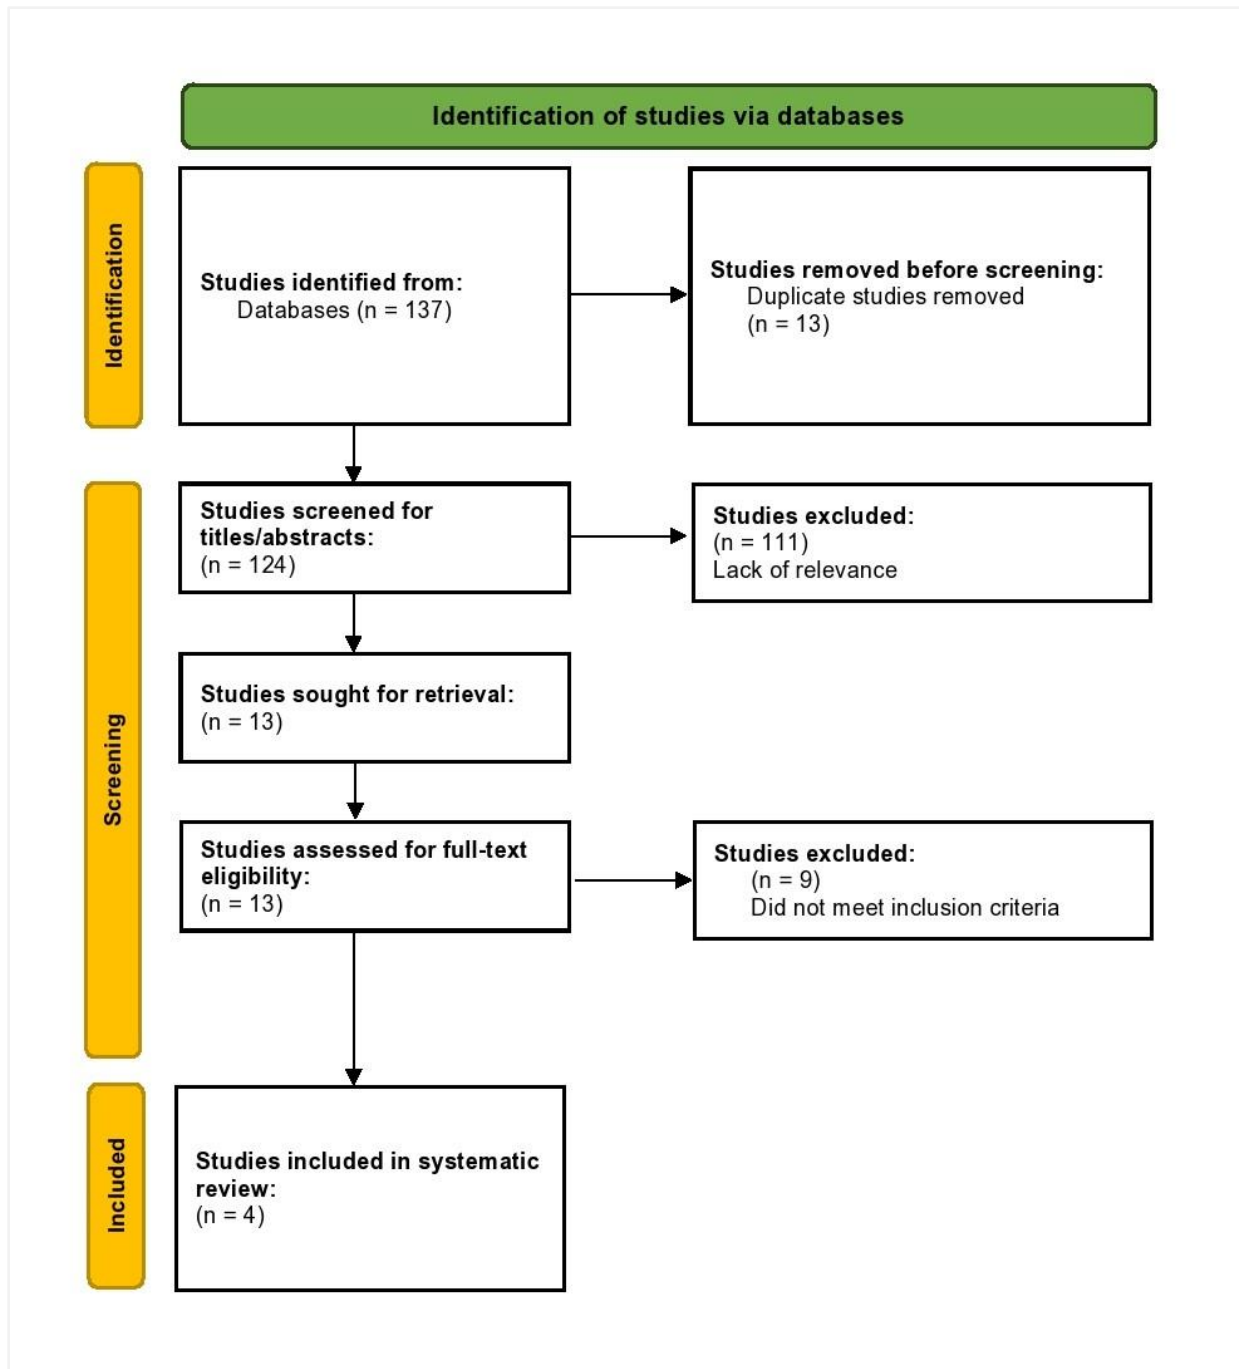 Identification of studies via databases
Identification
Studies identified from:
Databases (n = 137)
Studies removed before screening:
Duplicate studies removed
(n = 13)
Screening
Studies screened for
titles/abstracts:
(n = 124)
Studies excluded:
(n = 111)
Lack of relevance
Studies sought for retrieval:
(n = 13)
Studies assessed for full-text
eligibility:
(n = 13)
Studies excluded:
(n = 9)
Did not meet inclusion criteria
Included
Studies included in systematic
review:
(n = 4)